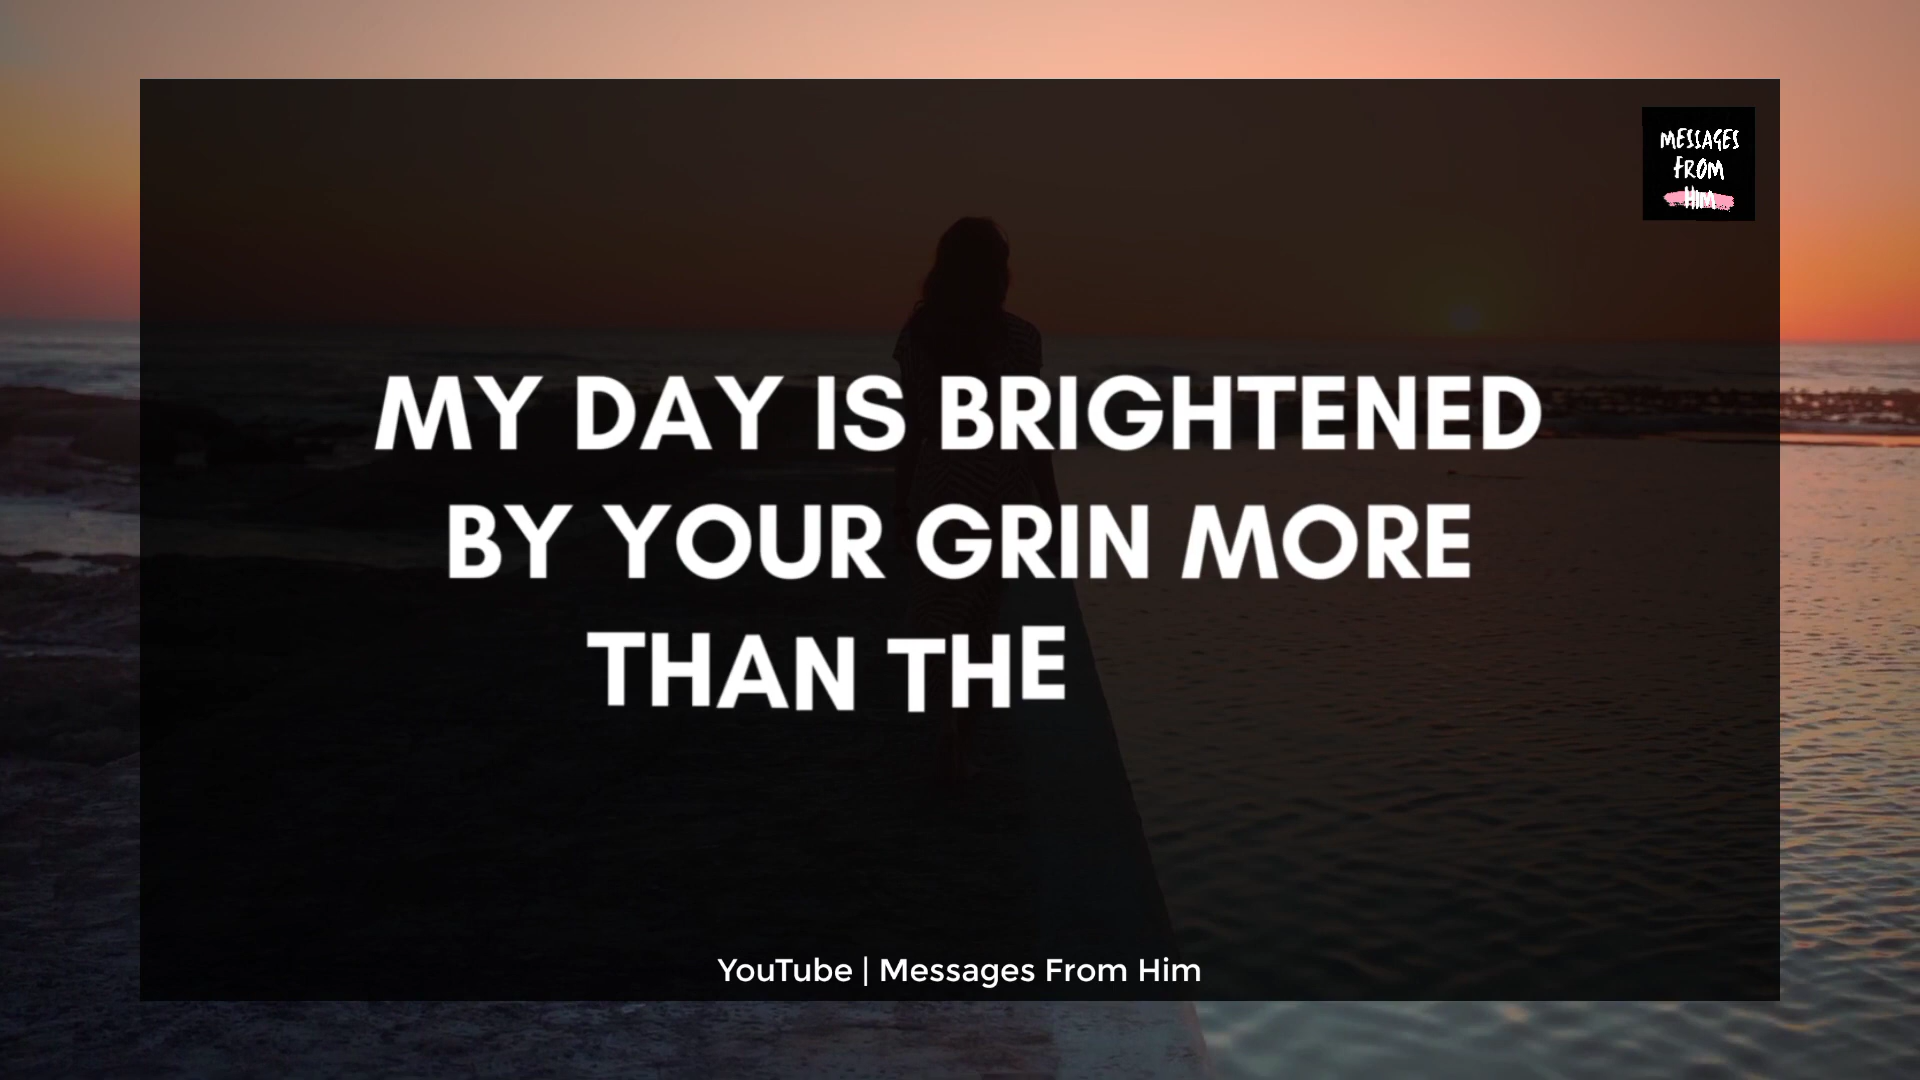 MESSAGES
FROM
HIM
MY DAY IS BRIGHTENED
BY YOUR GRIN MORE
THAN THE
YouTube | Messages From Him